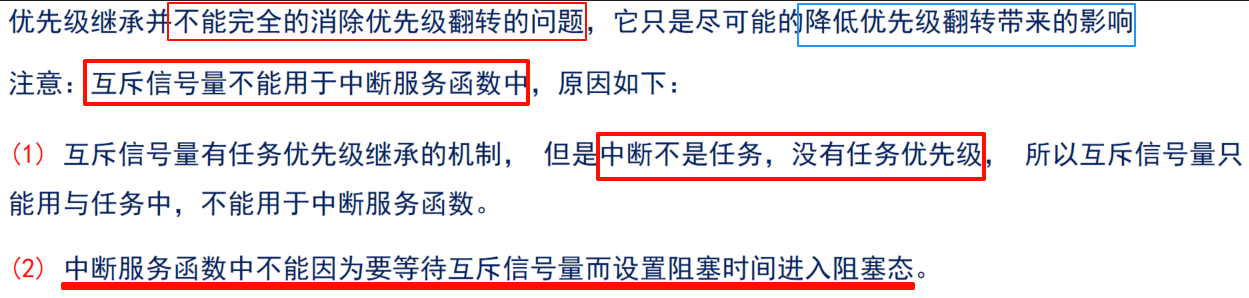 优先级继承并不能完全的消除优先级翻转的问题，它只是尽可能的降低优先级翻转带来的影响
注意：互斥信号量不能用于中断服务函数中，原因如下：
(1) 互斥信号量有任务优先级继承的机制， 但是中断不是任务，没有任务优先级， 所以互斥信号量只
能用与任务中，不能用于中断服务函数。
(2) 中断服务函数中不能因为要等待互斥信号量而设置阻塞时间进入阻塞态。